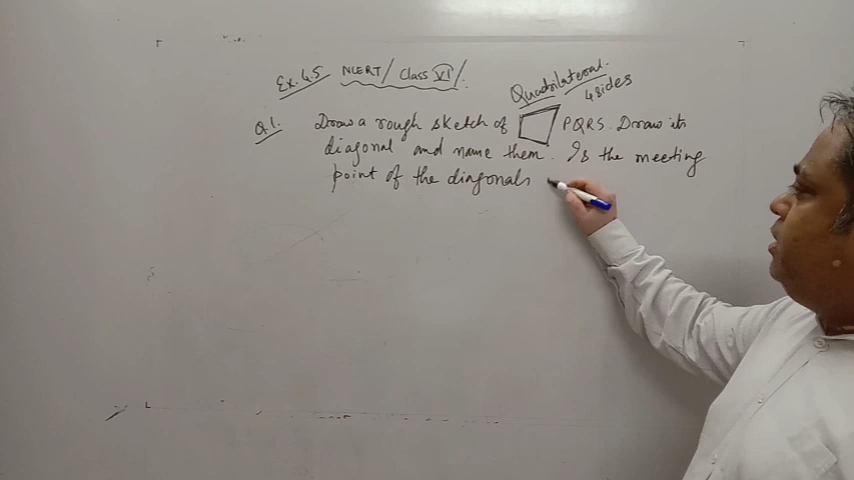 Ex. 4.5 NCERT / Class VI /.
Quadrilateral.
4 sides
Q1. Draw a rough sketch of PQRS. Draw its
diagonal and name them. Is the meeting
point of the diagonals